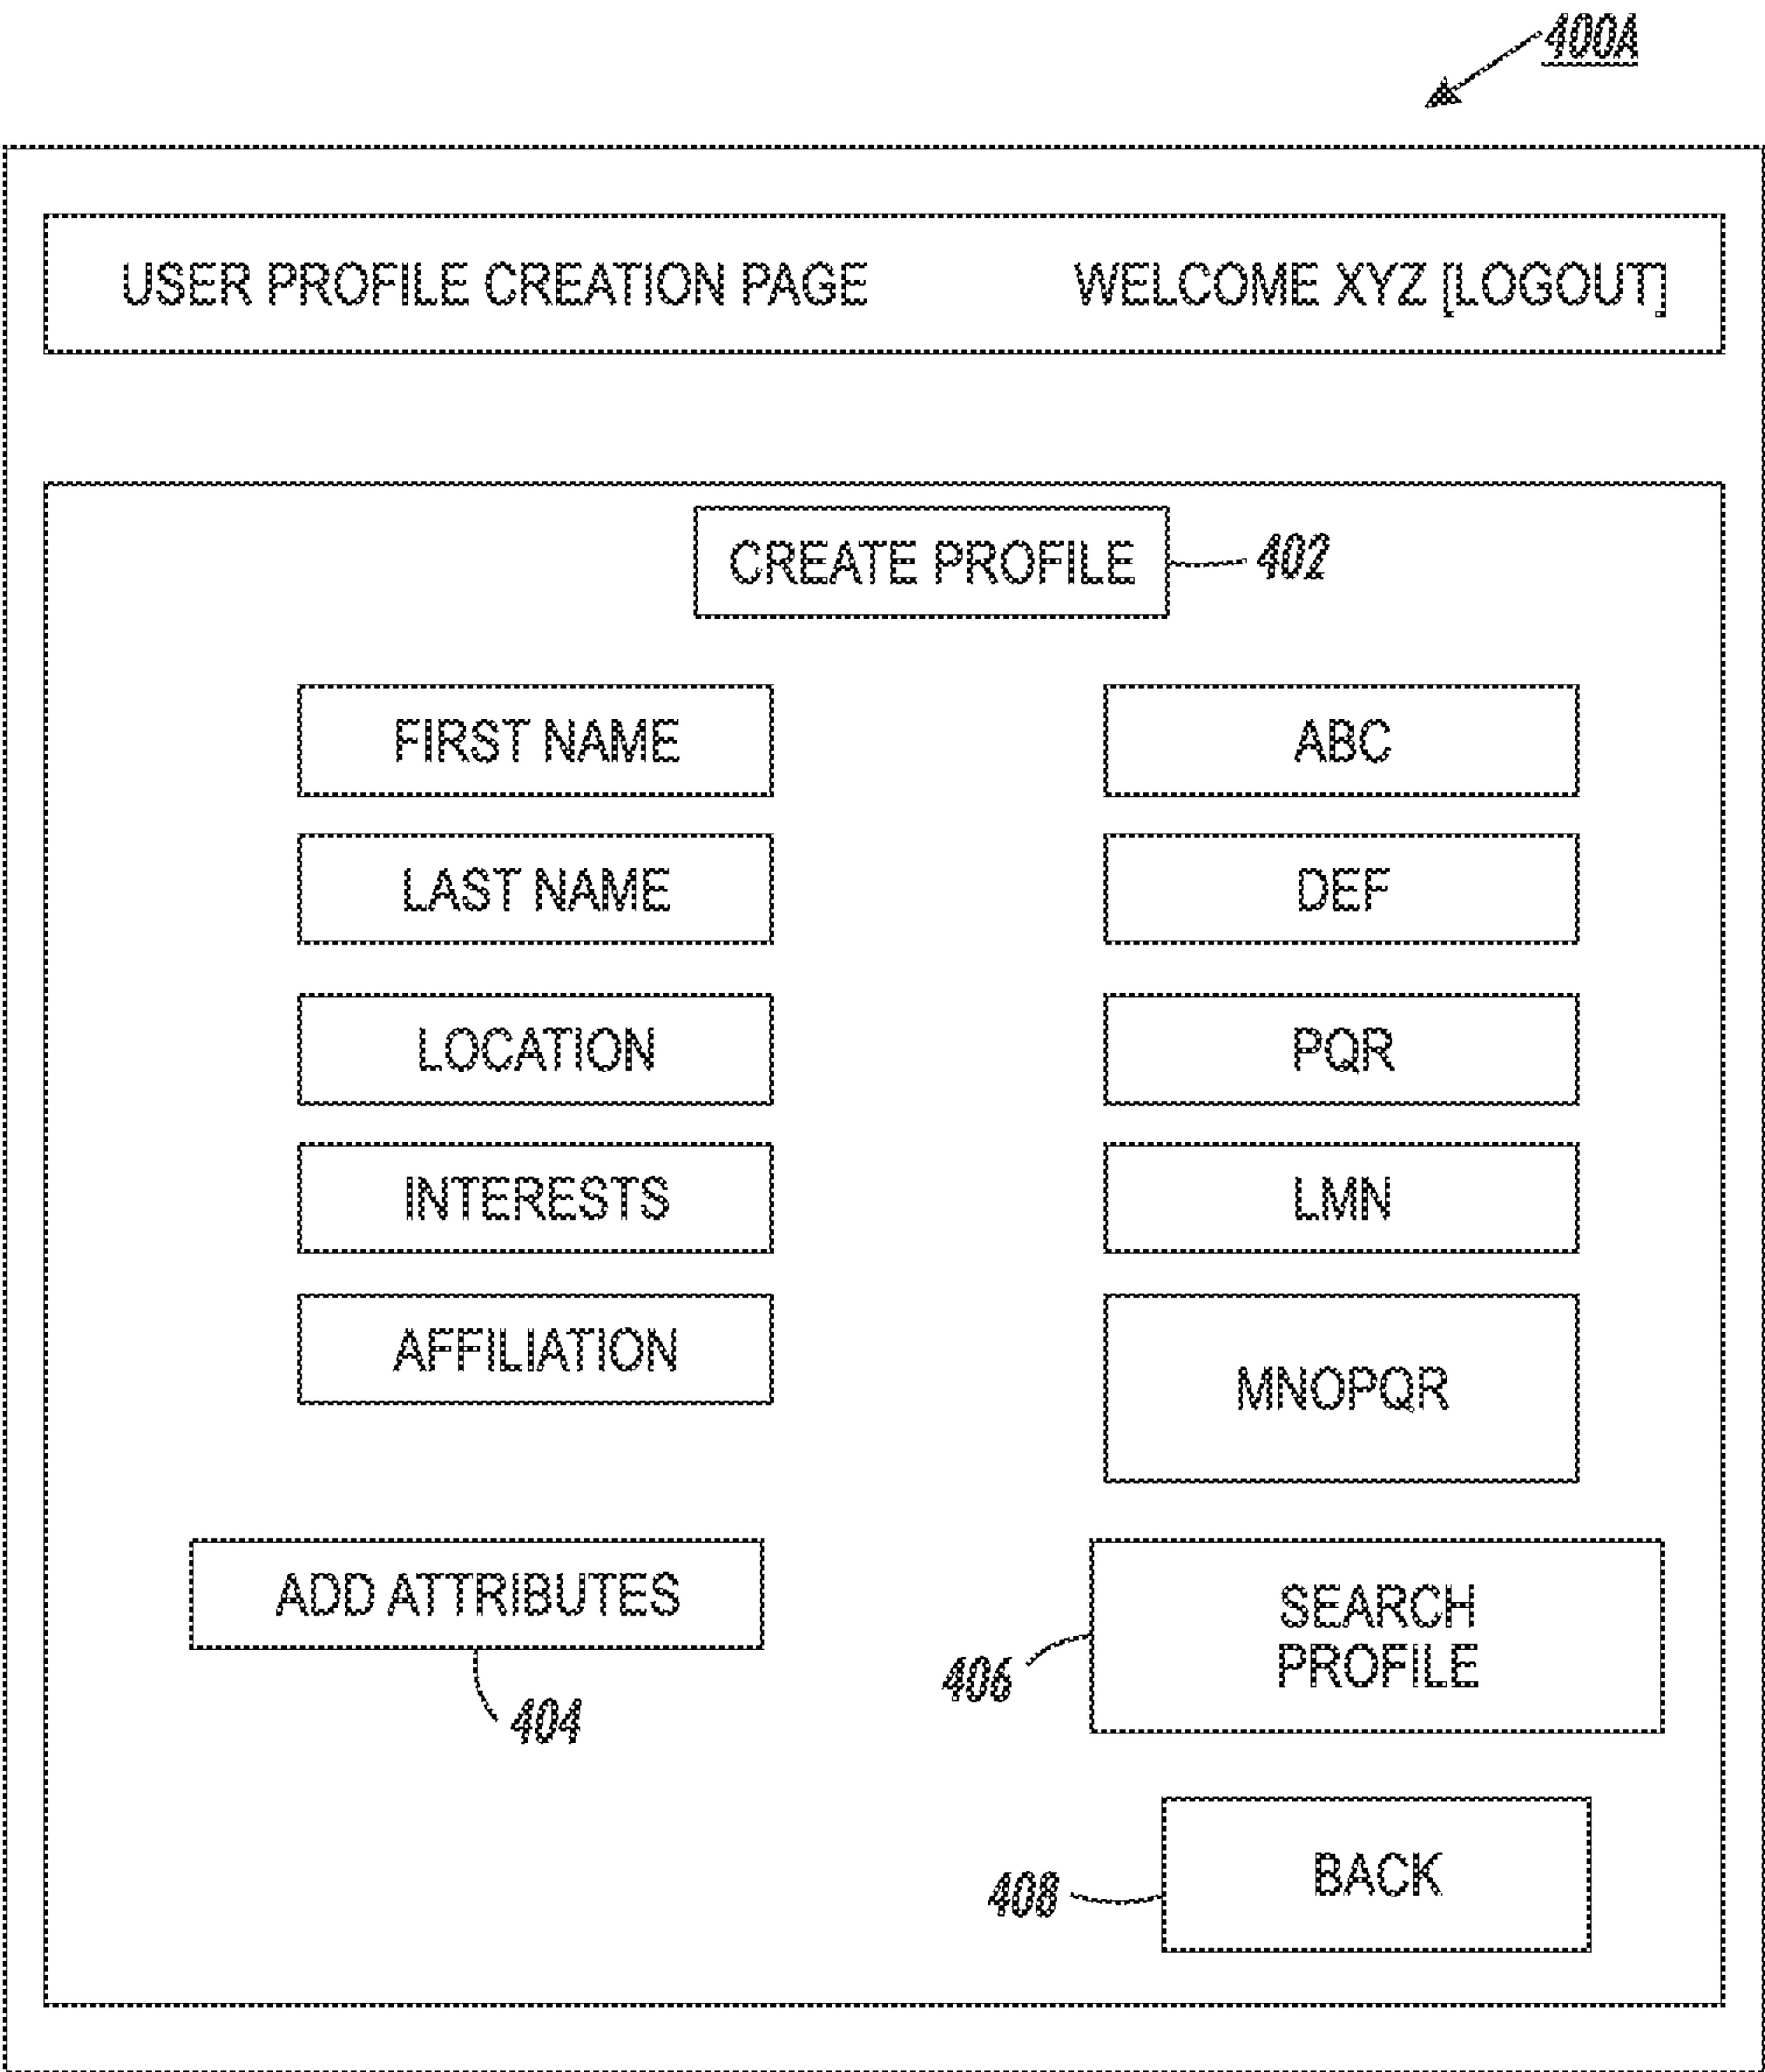 400A
USER PROFILE CREATION PAGE WELCOME XYZ [LOGOUT]
CREATE PROFILE 402
FIRST NAME ABC
LAST NAME DEF
LOCATION PQR
INTERESTS LMN
AFFILIATION MNOPQR
ADD ATTRIBUTES
404
SEARCH
PROFILE
406
BACK
408